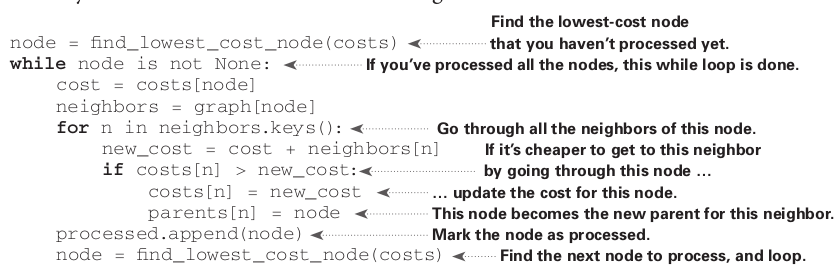 Find the lowest-cost node
node = find_lowest_cost_node(costs) that you haven't processed yet.
while node is not None: If you've processed all the nodes, this while loop is done.
cost = costs[node]
neighbors = graph[node]
for n in neighbors.keys(): Go through all the neighbors of this node.
new_cost = cost + neighbors[n] If it's cheaper to get to this neighbor
if costs[n] > new_cost: by going through this node ...
costs[n] = new_cost ... update the cost for this node.
parents[n] = node This node becomes the new parent for this neighbor.
processed.append(node) Mark the node as processed.
node = find_lowest_cost_node(costs) Find the next node to process, and loop.